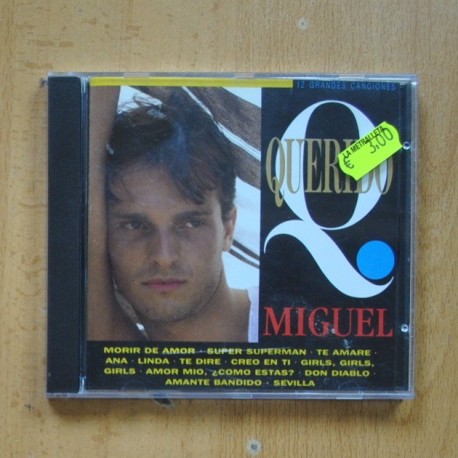 12 GRANDES CANCIONES
LA METRALLETA
€ 3,00
Q
QUERIDO
MIGUEL
MORIR DE AMOR · SUPER SUPERMAN · TE AMARE ·
ANA · LINDA · TE DIRE · CREO EN TI · GIRLS, GIRLS,
GIRLS · AMOR MIO, ¿COMO ESTAS? · DON DIABLO ·
AMANTE BANDIDO · SEVILLA